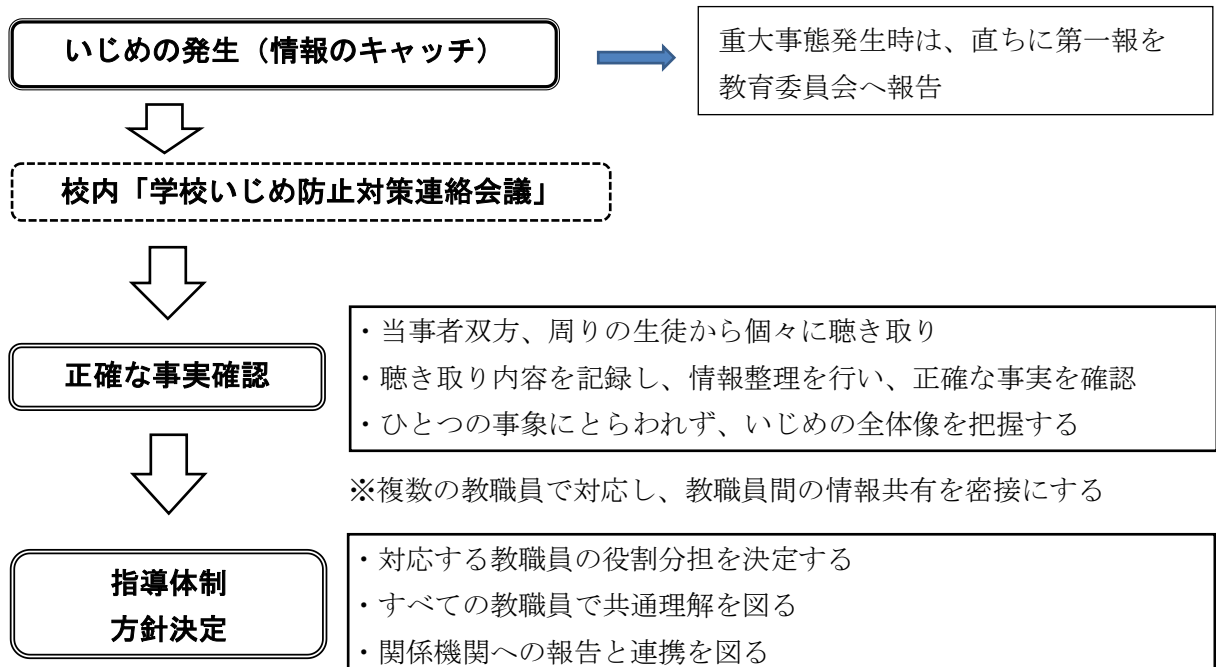 いじめの発生（情報のキャッチ）
重大事態発生時は、直ちに第一報を
教育委員会へ報告
校内「学校いじめ防止対策連絡会議」
正確な事実確認
・当事者双方、周りの生徒から個々に聴き取り
・聴き取り内容を記録し、情報整理を行い、正確な事実を確認
・ひとつの事象にとらわれず、いじめの全体像を把握する
※複数の教職員で対応し、教職員間の情報共有を密接にする
指導体制
方針決定
・対応する教職員の役割分担を決定する
・すべての教職員で共通理解を図る
・関係機関への報告と連携を図る